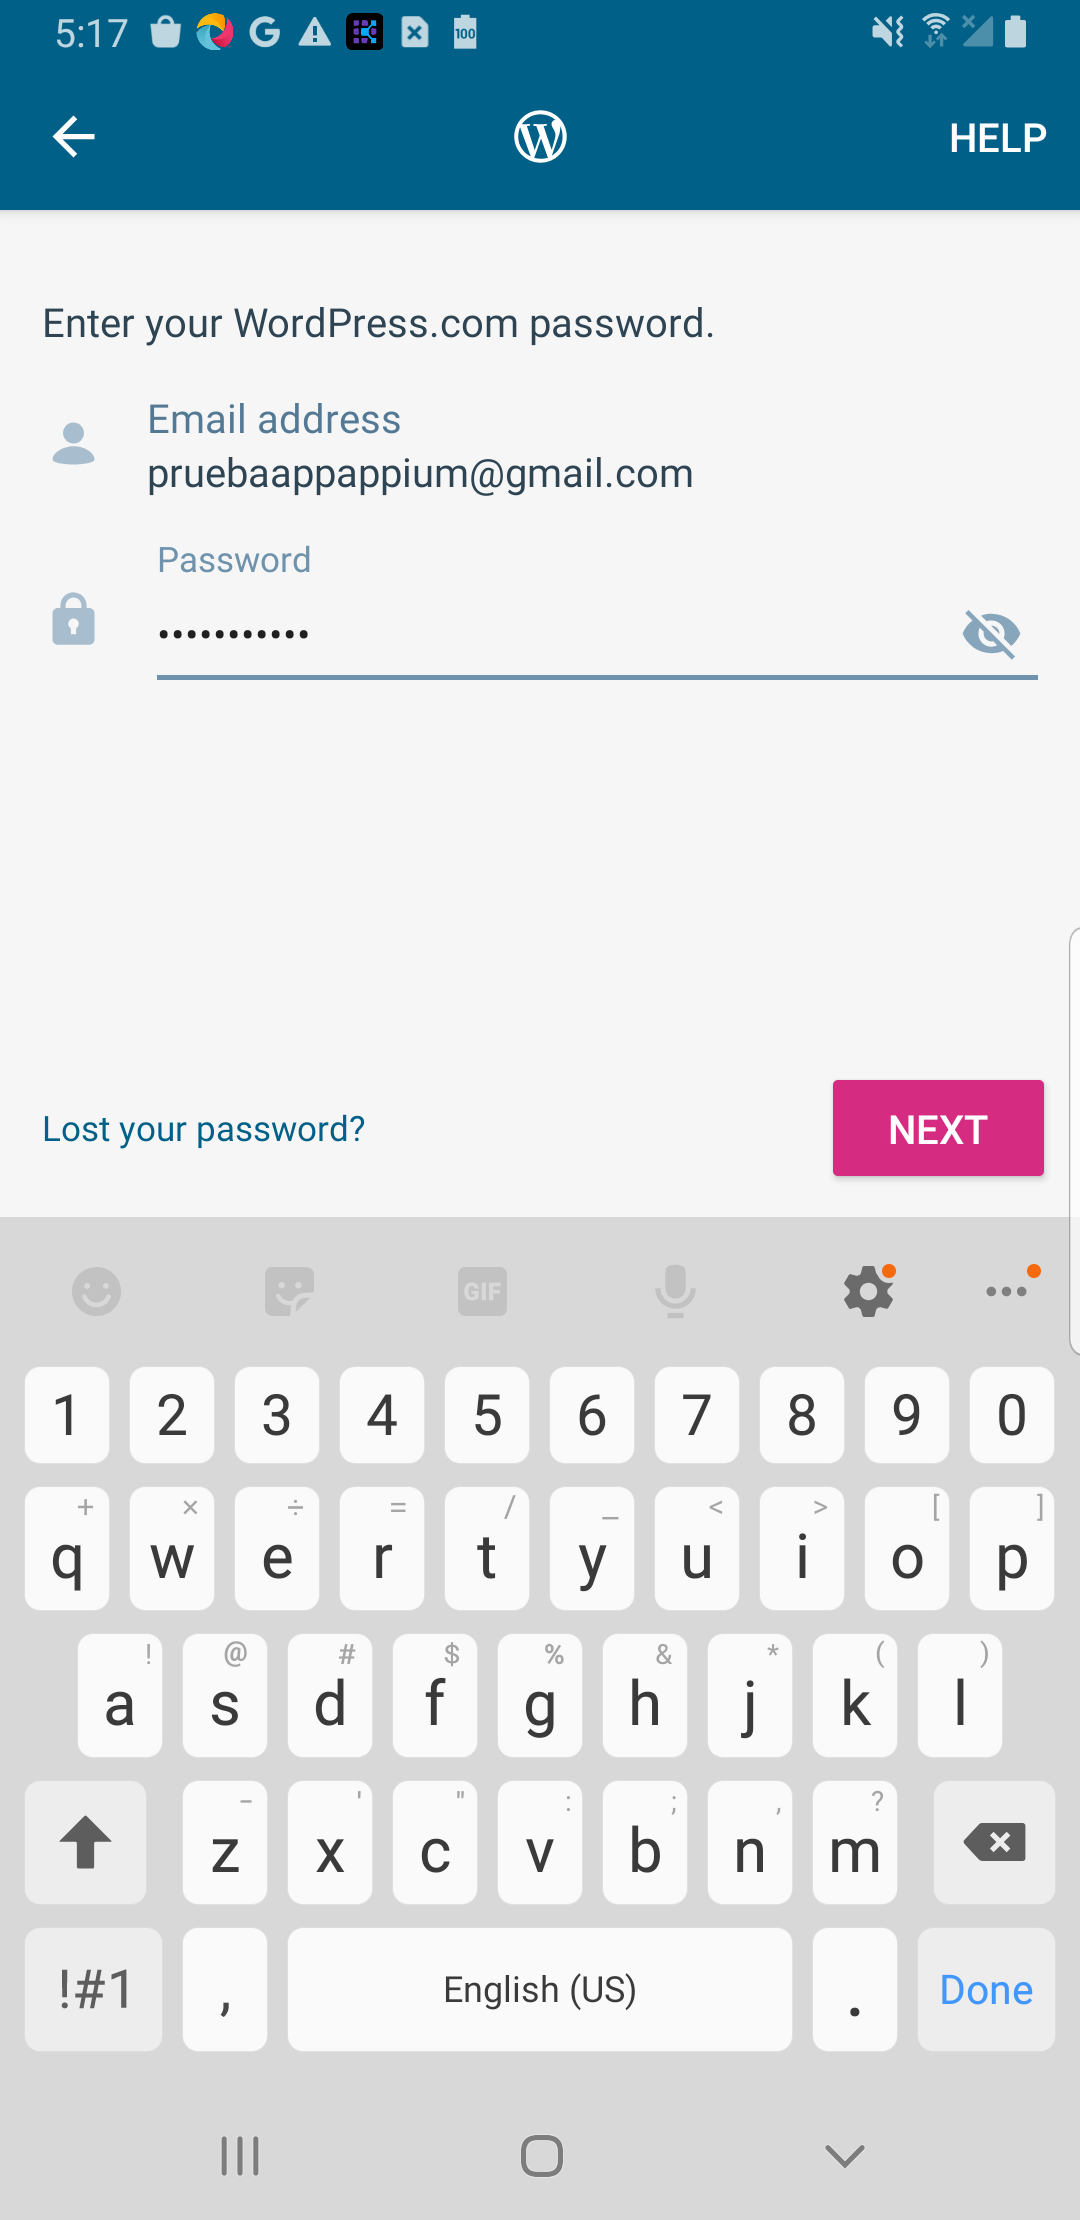 5:17 100
HELP
Enter your WordPress.com password.
Email address
pruebaappappium@gmail.com
Password
•••••••••••
Lost your password?
NEXT
GIF
1 2 3 4 5 6 7 8 9 0
+ × ÷ = / _ < > [ ]
q w e r t y u i o p
! @ # $ % & * ( )
a s d f g h j k l
- ' " : ; , ?
z x c v b n m
!#1 , English (US) . Done